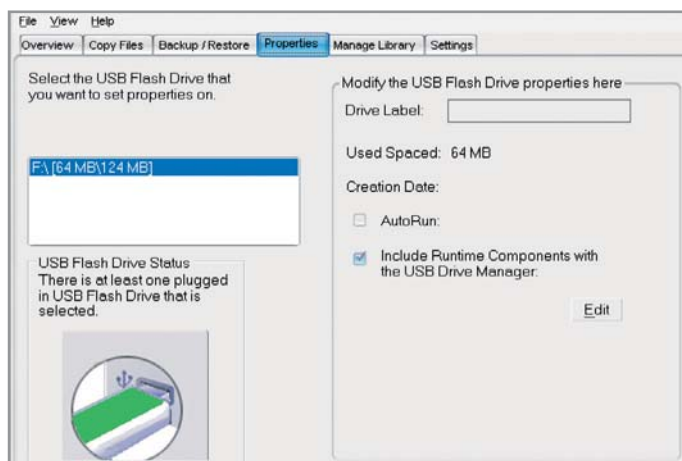 File View Help
Overview Copy Files Backup / Restore Properties Manage Library Settings
Select the USB Flash Drive that
you want to set properties on.
F:\ [64 MB\124 MB]
USB Flash Drive Status
There is at least one plugged
in USB Flash Drive that is
selected.
Modify the USB Flash Drive properties here
Drive Label:
Used Spaced: 64 MB
Creation Date:
AutoRun:
Include Runtime Components with
the USB Drive Manager:
Edit